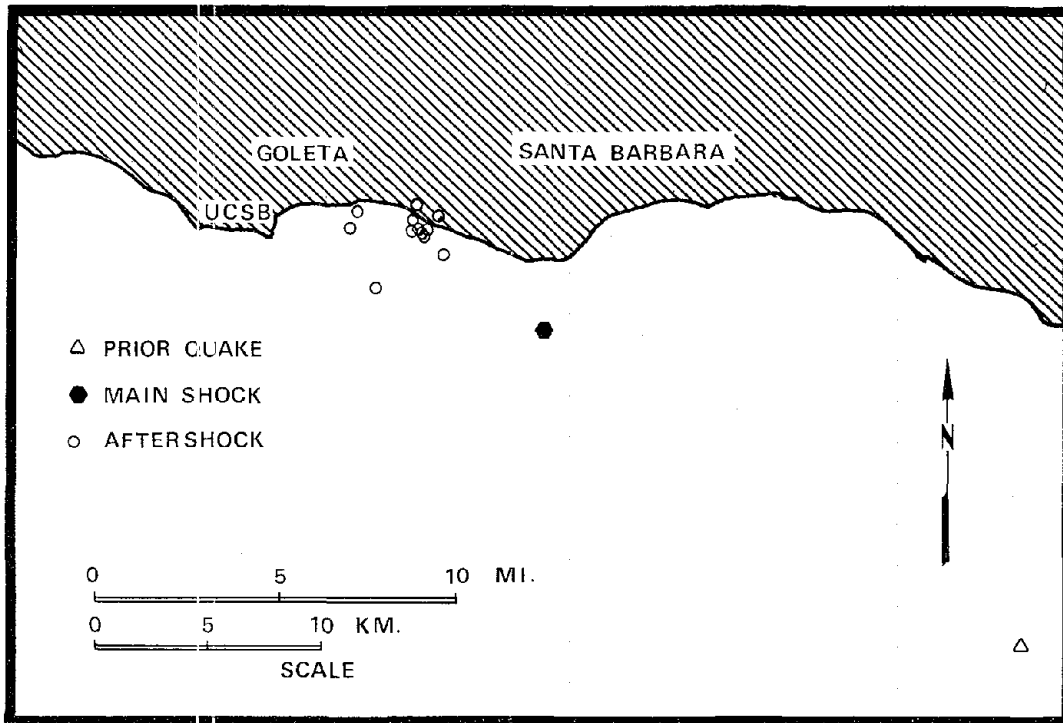 GOLETA
SANTA BARBARA
UCSB
PRIOR QUAKE
MAIN SHOCK
AFTERSHOCK
N
0 5 10 MI.
0 5 10 KM.
SCALE